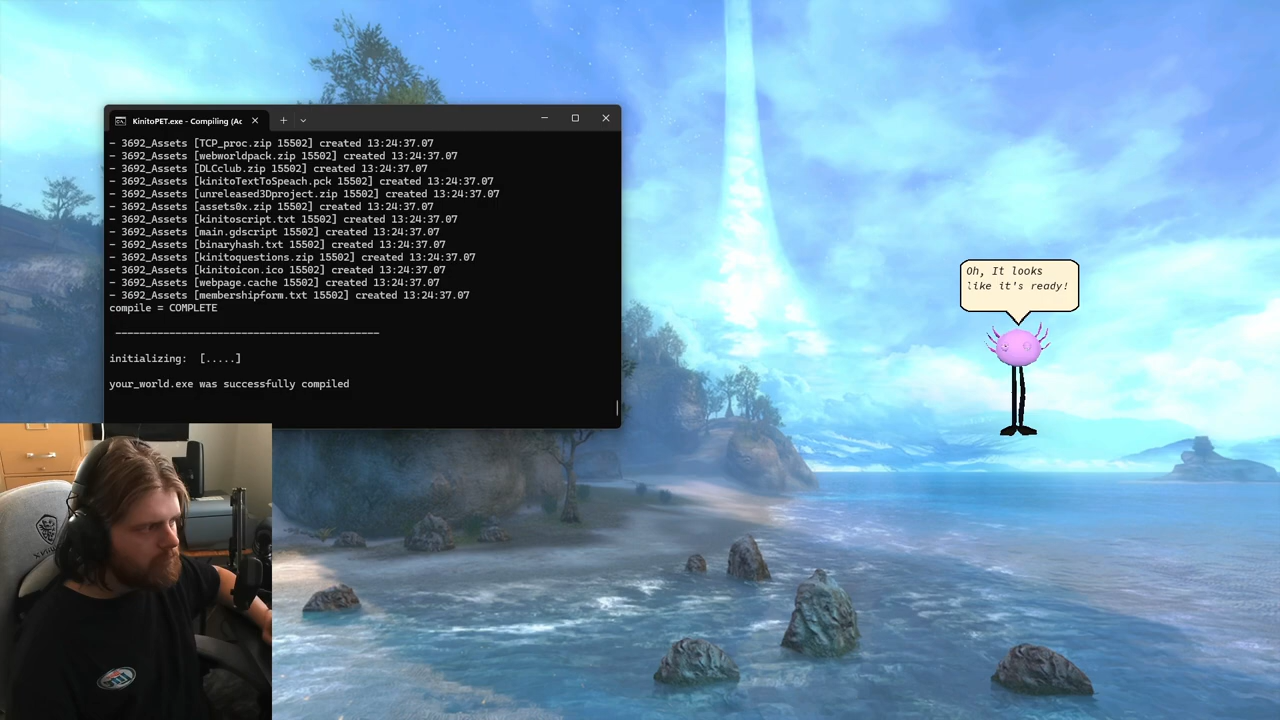 KinitoPET.exe - Compiling (Ac
- 3692_Assets [TCP_proc.zip 15502] created 13:24:37.07
- 3692_Assets [webworldpack.zip 15502] created 13:24:37.07
- 3692_Assets [DLCclub.zip 15502] created 13:24:37.07
- 3692_Assets [kinitoTextToSpeach.pck 15502] created 13:24:37.07
- 3692_Assets [unreleased3Dproject.zip 15502] created 13:24:37.07
- 3692_Assets [assets0x.zip 15502] created 13:24:37.07
- 3692_Assets [kinitoscript.txt 15502] created 13:24:37.07
- 3692_Assets [main.gdscript 15502] created 13:24:37.07
- 3692_Assets [binaryhash.txt 15502] created 13:24:37.07
- 3692_Assets [kinitoquestions.zip 15502] created 13:24:37.07
- 3692_Assets [kinitoicon.ico 15502] created 13:24:37.07
- 3692_Assets [webpage.cache 15502] created 13:24:37.07
- 3692_Assets [membershipform.txt 15502] created 13:24:37.07
compile = COMPLETE
--------------------------------------------
initializing:  [.....]
your_world.exe was successfully compiled
Oh, It looks
like it's ready!